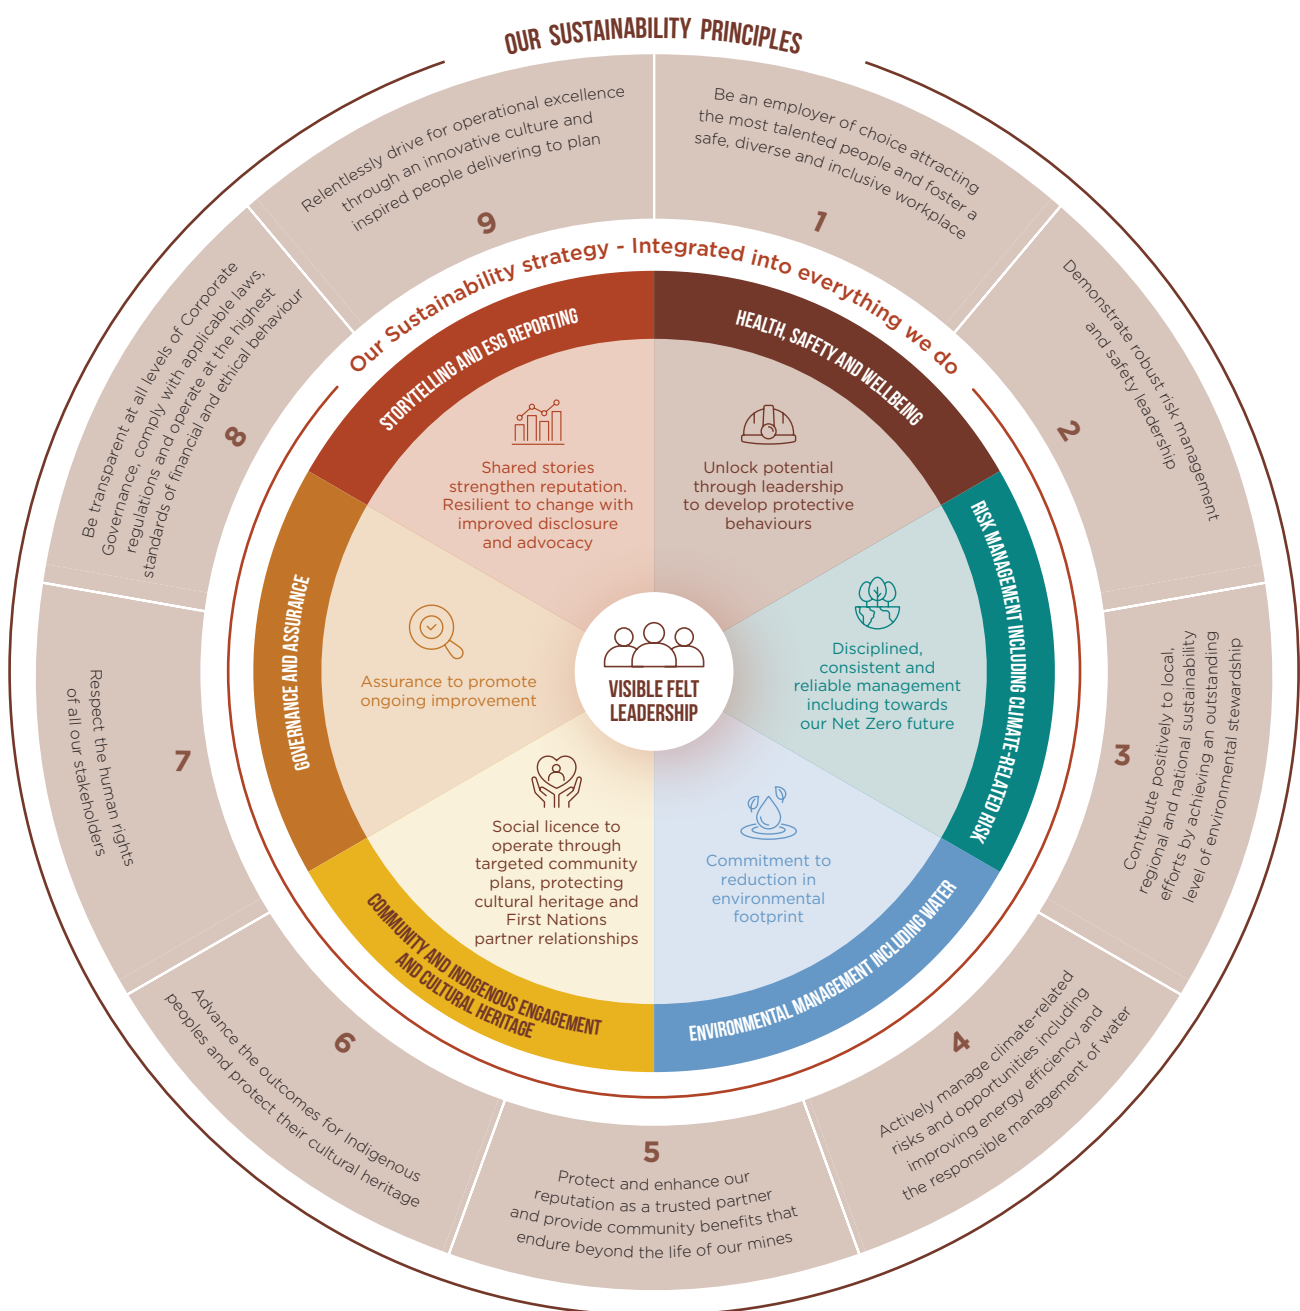 OUR SUSTAINABILITY PRINCIPLES
Be an employer of choice attracting
the most talented people and foster a
safe, diverse and inclusive workplace
1
Demonstrate robust risk management
and safety leadership
2
Contribute positively to local,
regional and national sustainability
efforts by achieving an outstanding
level of environmental stewardship
3
Actively manage climate-related
risks and opportunities including
improving energy efficiency and
the responsible management of water
4
5
Protect and enhance our
reputation as a trusted partner
and provide community benefits that
endure beyond the life of our mines
6
Advance the outcomes for Indigenous
peoples and protect their cultural heritage
7
Respect the human rights
of all our stakeholders
8
Be transparent at all levels of Corporate
Governance, comply with applicable laws,
regulations and operate at the highest
standards of financial and ethical behaviour
9
Relentlessly drive for operational excellence
through an innovative culture and
inspired people delivering to plan
Our Sustainability strategy - Integrated into everything we do
HEALTH, SAFETY AND WELLBEING
Unlock potential
through leadership
to develop protective
behaviours
RISK MANAGEMENT INCLUDING CLIMATE-RELATED RISK
Disciplined,
consistent and
reliable management
including towards
our Net Zero future
ENVIRONMENTAL MANAGEMENT INCLUDING WATER
Commitment to
reduction in
environmental
footprint
COMMUNITY AND INDIGENOUS ENGAGEMENT
AND CULTURAL HERITAGE
Social licence to
operate through
targeted community
plans, protecting
cultural heritage and
First Nations
partner relationships
GOVERNANCE AND ASSURANCE
Assurance to promote
ongoing improvement
STORYTELLING AND ESG REPORTING
Shared stories
strengthen reputation.
Resilient to change with
improved disclosure
and advocacy
VISIBLE FELT
LEADERSHIP